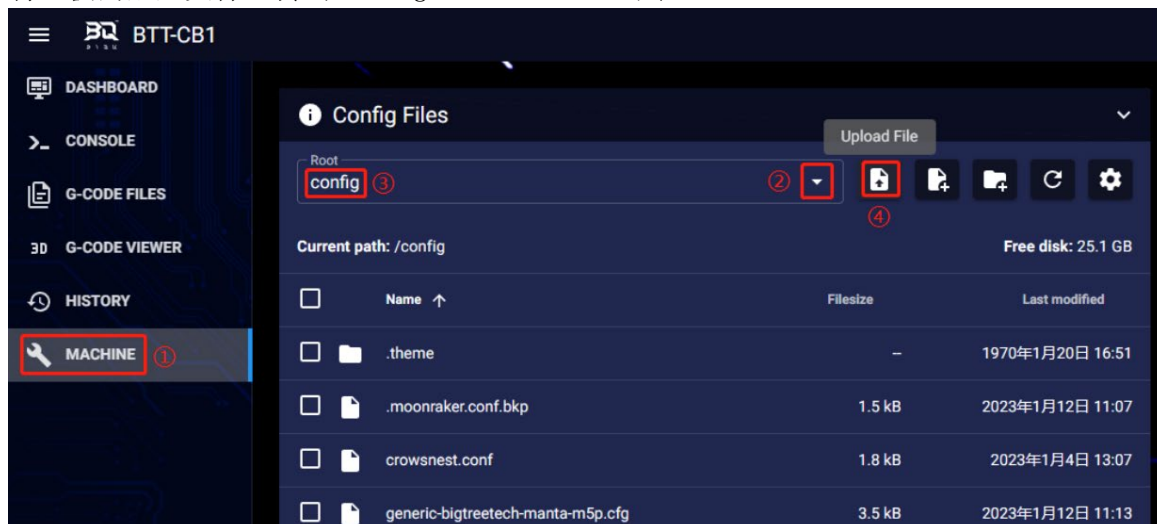 BTT-CB1
DASHBOARD
CONSOLE
G-CODE FILES
3D G-CODE VIEWER
HISTORY
MACHINE ①
Config Files
Upload File
Root
config ③
②
④
Current path: /config
Free disk: 25.1 GB
Name ↑ Filesize Last modified
.theme -- 1970年1月20日 16:51
.moonraker.conf.bkp 1.5 kB 2023年1月12日 11:07
crowsnest.conf 1.8 kB 2023年1月4日 13:07
generic-bigtreetech-manta-m5p.cfg 3.5 kB 2023年1月12日 11:13